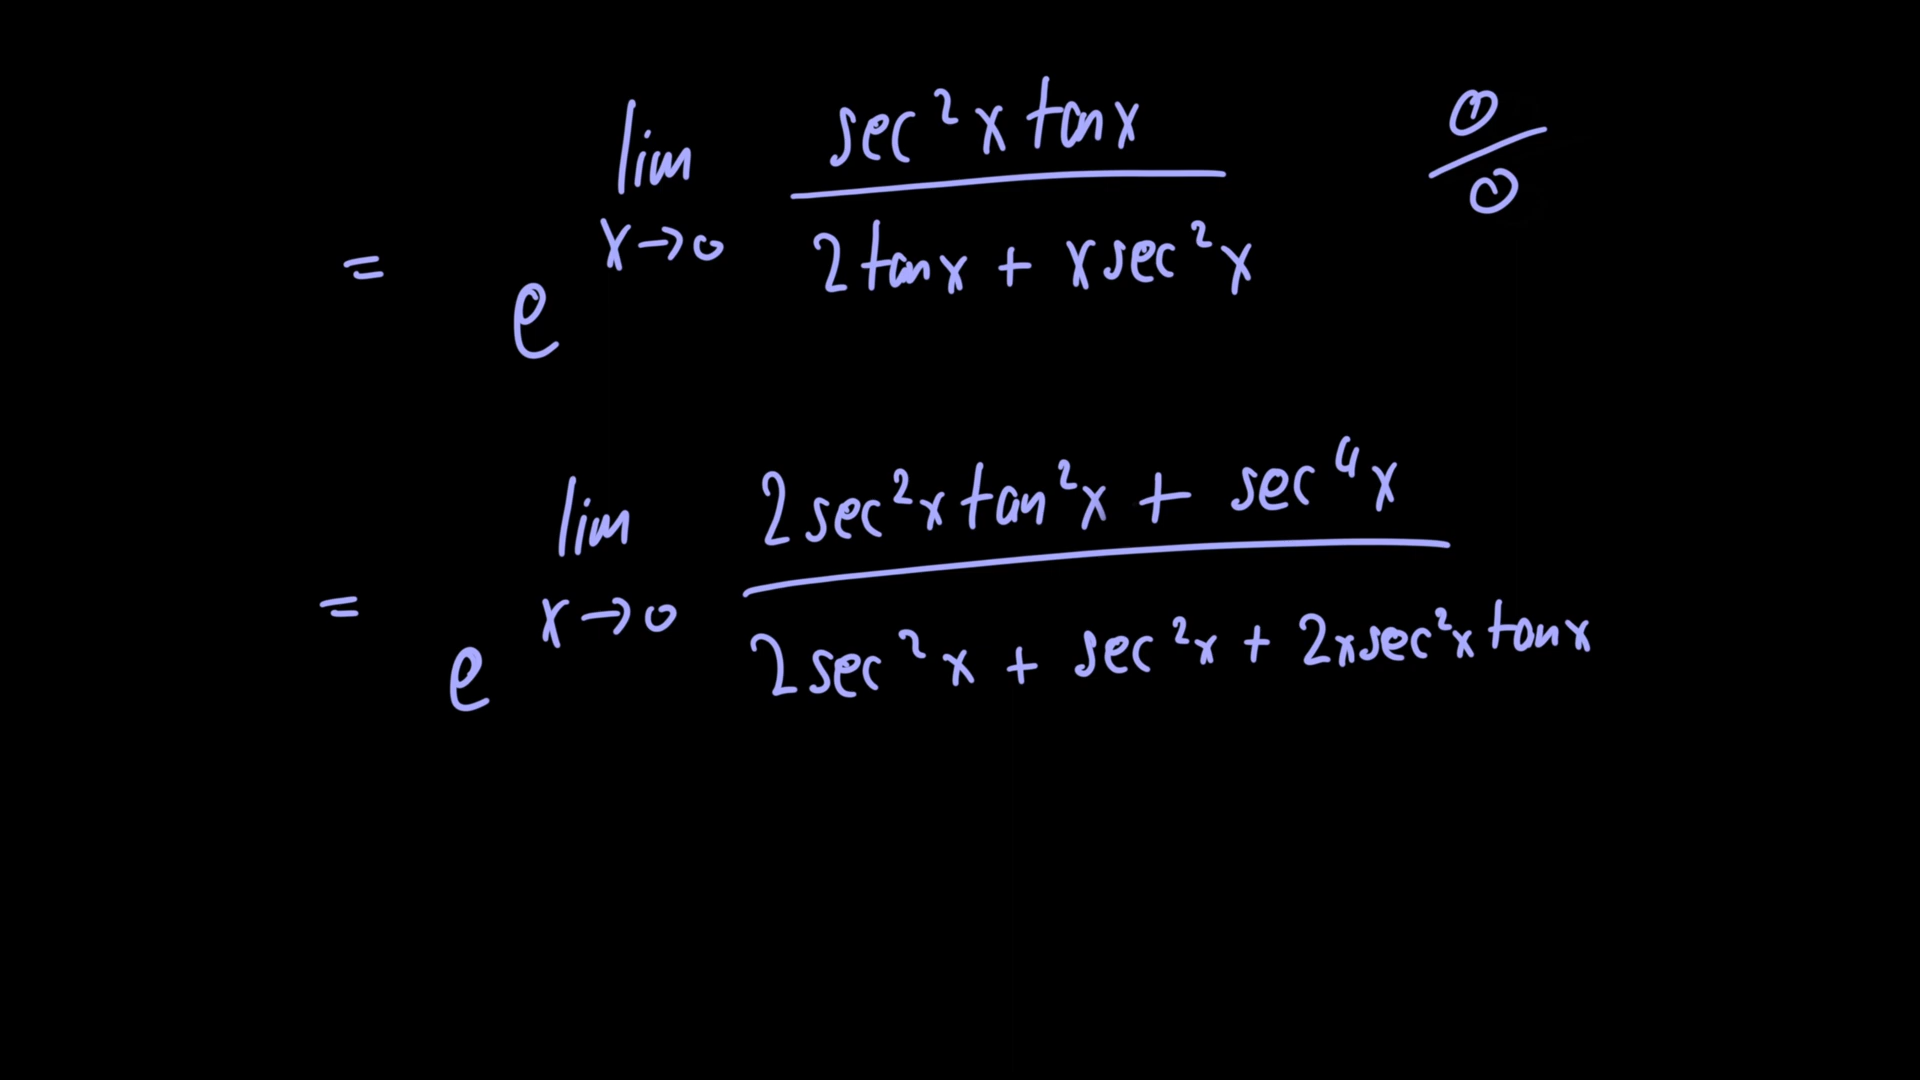 = e^{lim x→0 (sec²x tanx)/(2tanx + xsec²x)} 0/0
= e^{lim x→0 (2sec²x tan²x + sec⁴x)/(2sec²x + sec²x + 2xsec²x tanx)}